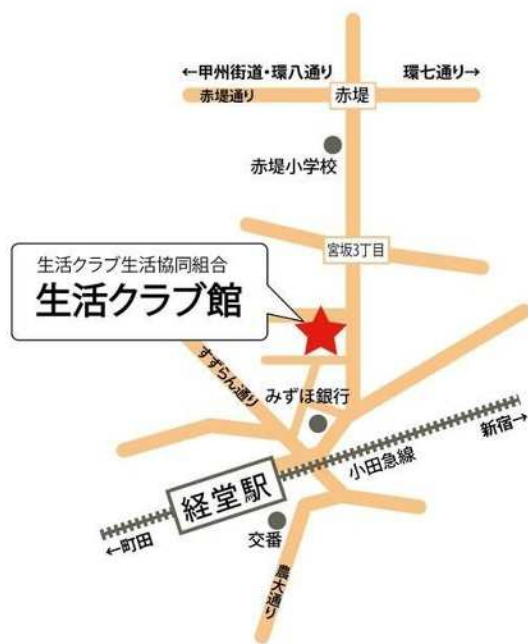 ←甲州街道・環八通り
環七通り→
赤堤通り
赤堤
赤堤小学校
宮坂3丁目
生活クラブ生活協同組合
生活クラブ館
すずらん通り
みずほ銀行
新宿→
小田急線
経堂駅
交番
←町田
農大通り